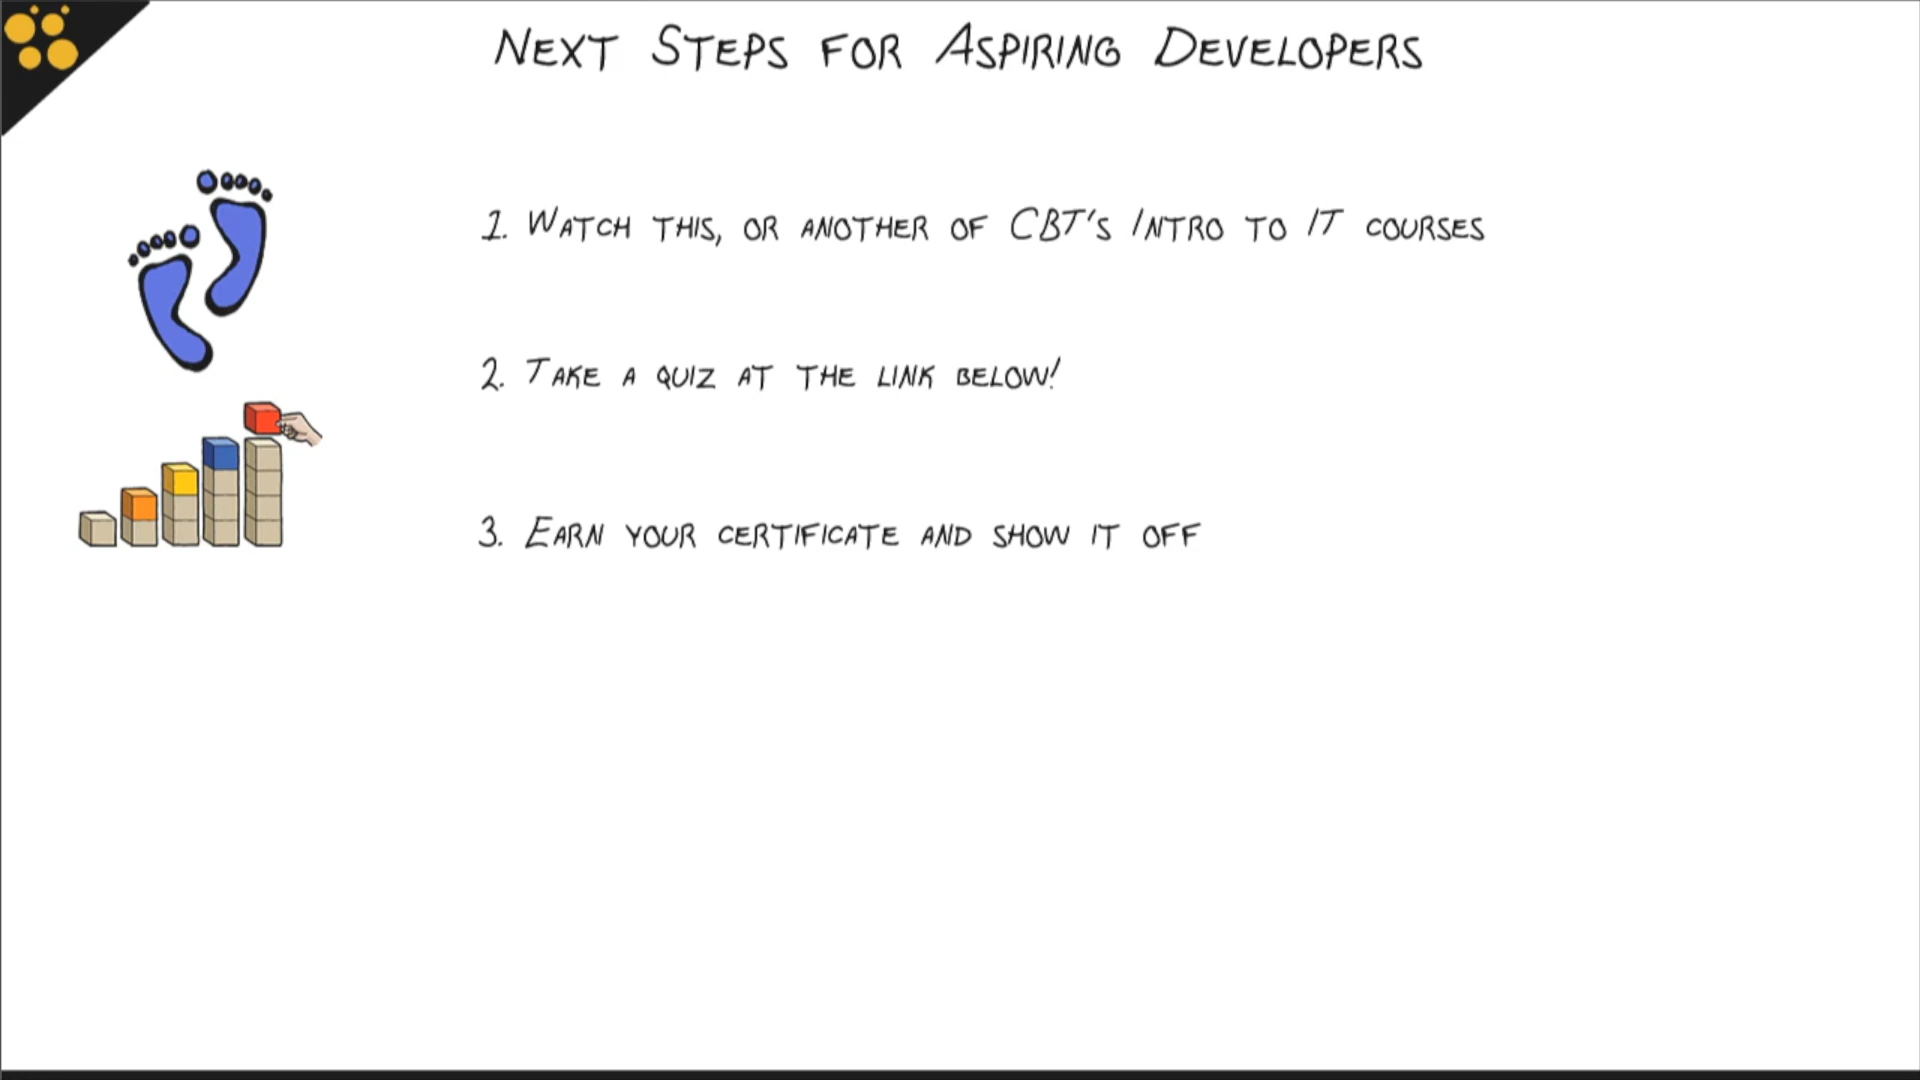 Next Steps for Aspiring Developers
1. Watch this, or another of CBT's Intro to IT courses
2. Take a quiz at the link below!
3. Earn your certificate and show it off